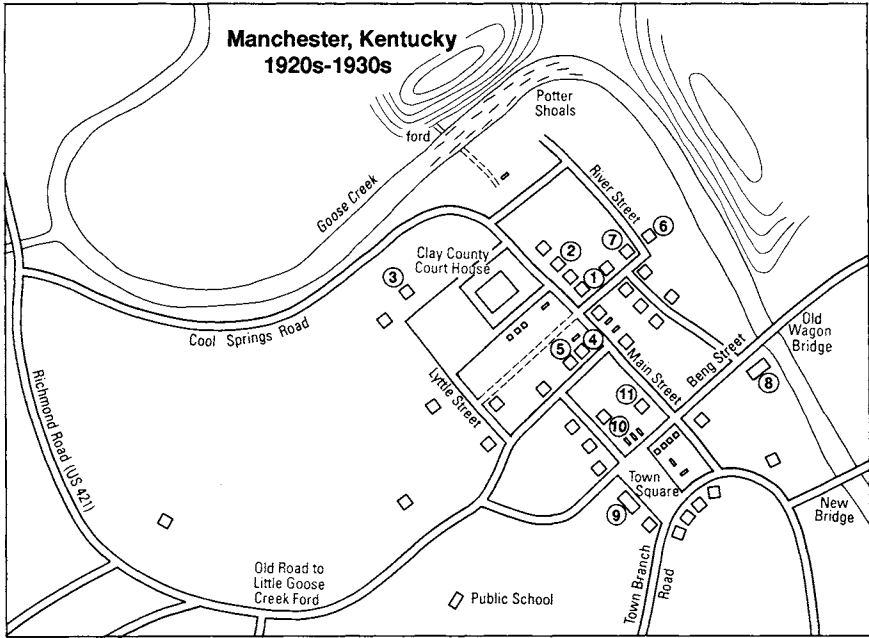 Manchester, Kentucky
1920s-1930s
Potter
Shoals
ford
Goose Creek
River Street
6
7
2
Clay County
Court House
1
3
Old
Wagon
Bridge
Cool Springs Road
4
5
Main Street
Beng Street
Lyttle Street
8
Richmond Road (US 421)
11
10
Town
Square
9
New
Bridge
Old Road to
Little Goose
Creek Ford
Public School
Town Branch
Road